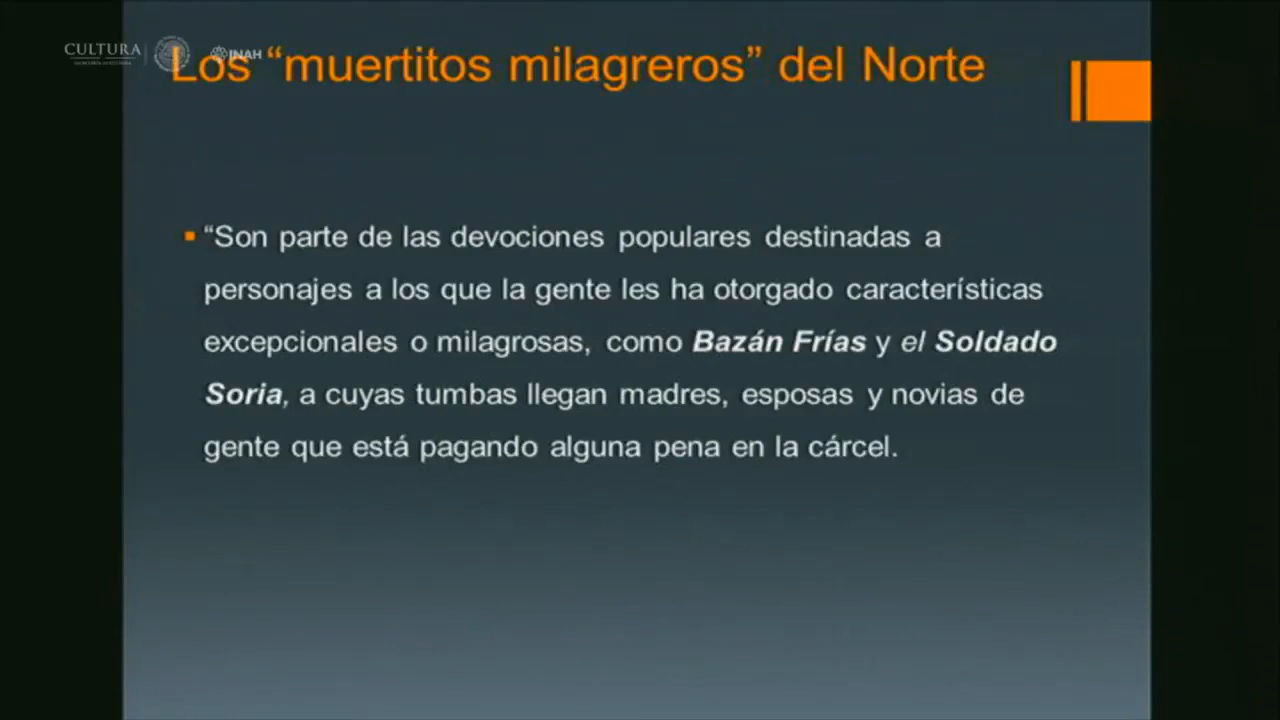 CULTURA
INAH
Los “muertitos milagreros” del Norte
“Son parte de las devociones populares destinadas a
personajes a los que la gente les ha otorgado características
excepcionales o milagrosas, como Bazán Frías y el Soldado
Soria, a cuyas tumbas llegan madres, esposas y novias de
gente que está pagando alguna pena en la cárcel.